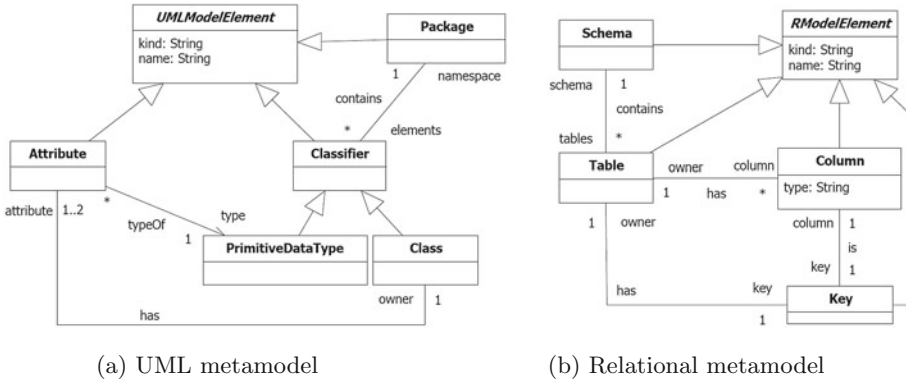 UMLModelElement
kind: String
name: String
Package
1
namespace
contains
*
elements
Attribute
Classifier
attribute
1..2
*
typeOf
type
1
PrimitiveDataType
Class
owner
1
has
(a) UML metamodel
Schema
RModelElement
kind: String
name: String
schema
1
contains
tables
*
Table
owner
column
1
has
*
Column
type: String
1
owner
column
1
is
key
1
has
key
1
Key
(b) Relational metamodel